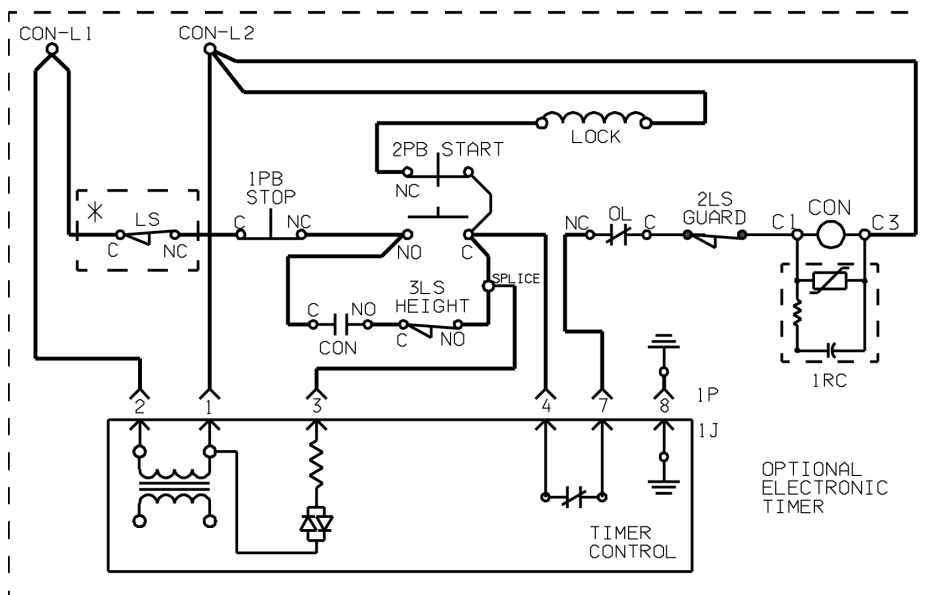 CON-L1
CON-L2
LOCK
2PB START
NC
1PB
STOP
*
LS
C
NC
C
NC
NO
C
NC
OL
C
2LS
GUARD
C1
CON
C3
SPLICE
3LS
HEIGHT
C
NO
CON
C
NO
1RC
2
1
3
4
7
8
1P
1J
OPTIONAL
ELECTRONIC
TIMER
TIMER
CONTROL